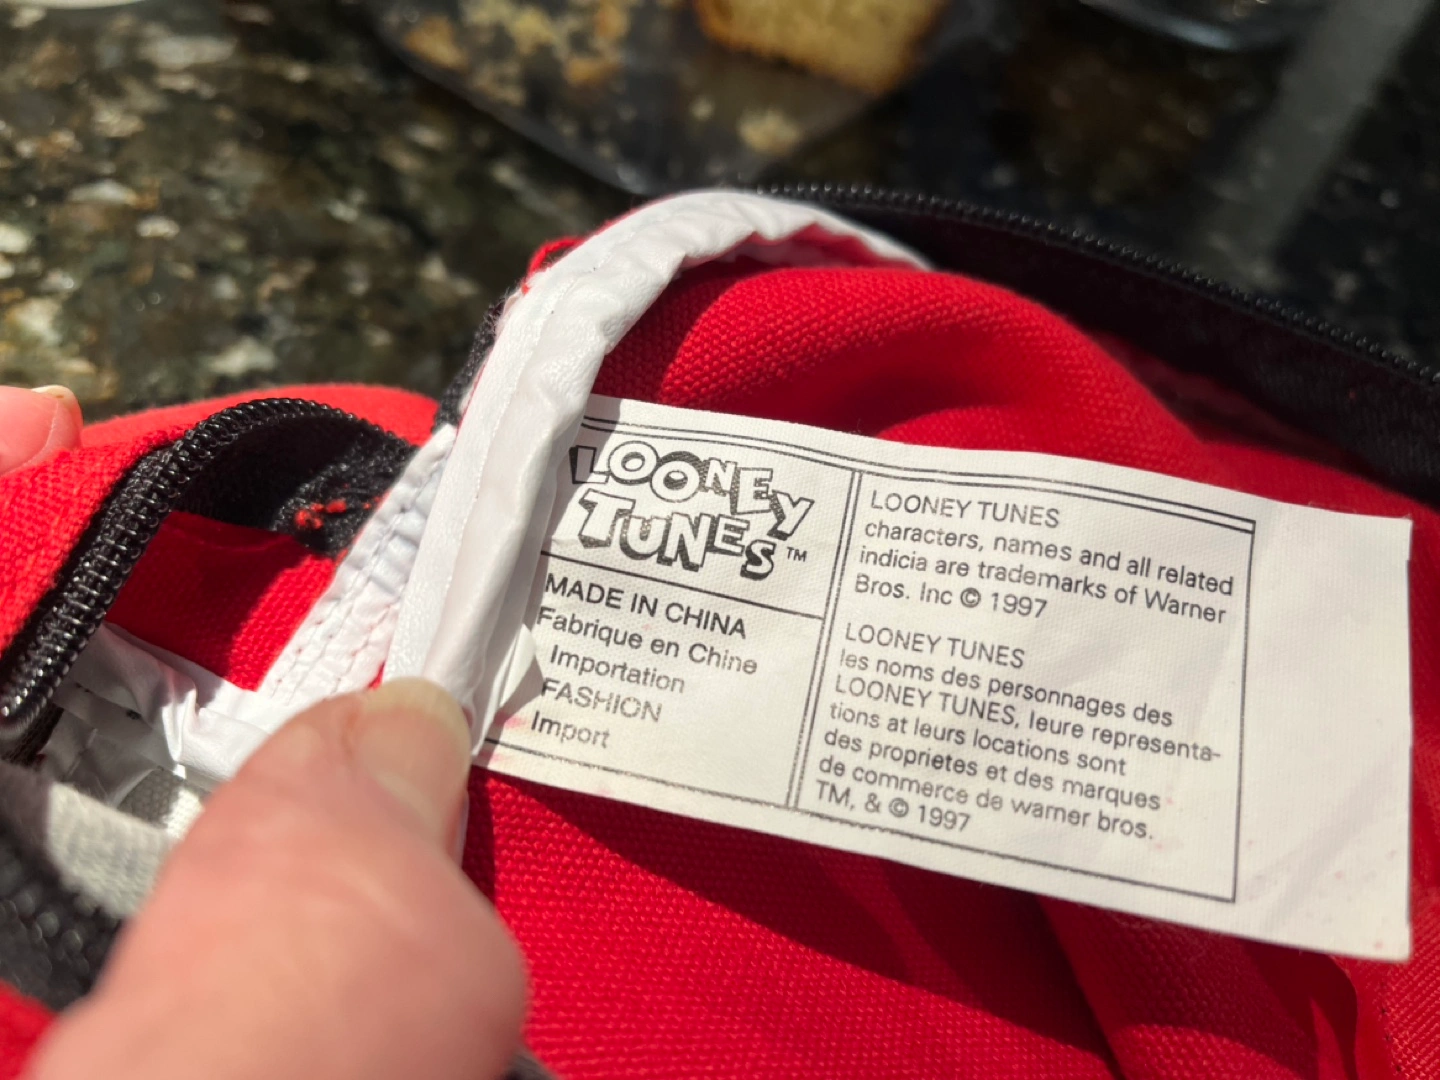 LOONEY
TUNES™
MADE IN CHINA
Fabrique en Chine
Importation
FASHION
Import
LOONEY TUNES
characters, names and all related
indicia are trademarks of Warner
Bros. Inc © 1997
LOONEY TUNES
les noms des personnages des
LOONEY TUNES, leure representa-
tions at leurs locations sont
des proprietes et des marques
de commerce de warner bros.
TM, & © 1997